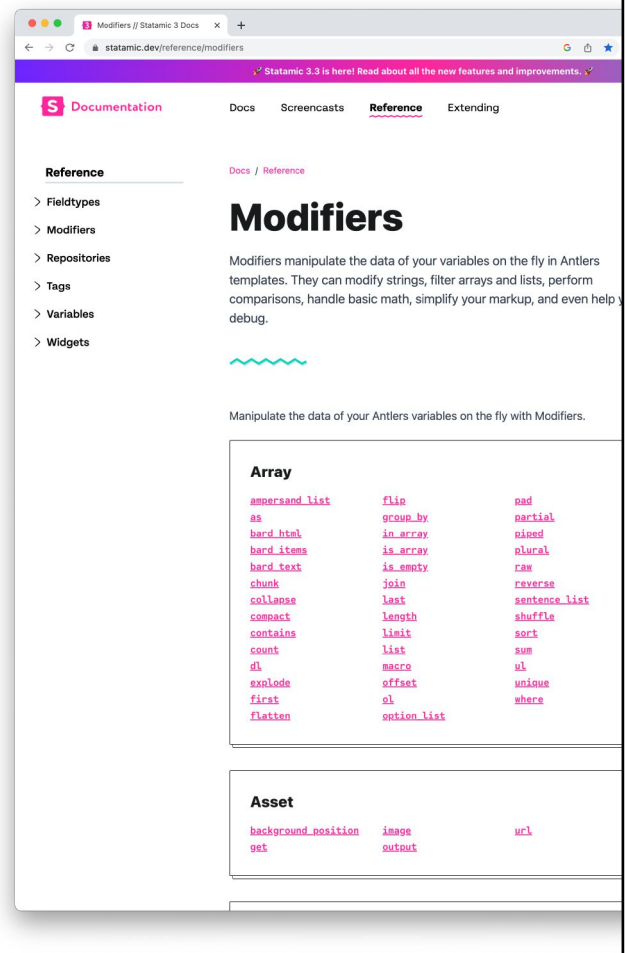 Modifiers // Statamic 3 Docs
statamic.dev/reference/modifiers
🚀 Statamic 3.3 is here! Read about all the new features and improvements. 🚀
S Documentation
Docs Screencasts Reference Extending
Reference
Fieldtypes
Modifiers
Repositories
Tags
Variables
Widgets
Docs / Reference
Modifiers
Modifiers manipulate the data of your variables on the fly in Antlers
templates. They can modify strings, filter arrays and lists, perform
comparisons, handle basic math, simplify your markup, and even help
debug.
Manipulate the data of your Antlers variables on the fly with Modifiers.
Array
ampersand_list flip pad
as group_by partial
bard_html in_array piped
bard_items is_array plural
bard_text is_empty raw
chunk join reverse
collapse last sentence_list
compact length shuffle
contains limit sort
count list sum
dl macro ul
explode offset unique
first ol where
flatten option_list
Asset
background_position image url
get output